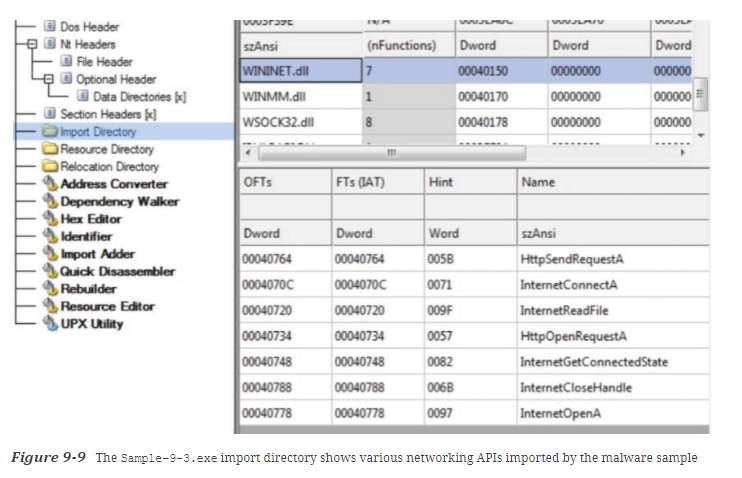 Dos Header
Nt Headers
File Header
Optional Header
Data Directories [x]
Section Headers [x]
Import Directory
Resource Directory
Relocation Directory
Address Converter
Dependency Walker
Hex Editor
Identifier
Import Adder
Quick Disassembler
Rebuilder
Resource Editor
UPX Utility
szAnsi (nFunctions) Dword Dword Dword
WININET.dll 7 00040150 00000000 000000
WINMM.dll 1 00040170 00000000 000000
WSOCK32.dll 8 00040178 00000000 000000
OFTs FTs (IAT) Hint Name
Dword Dword Word szAnsi
00040764 00040764 005B HttpSendRequestA
0004070C 0004070C 0071 InternetConnectA
00040720 00040720 009F InternetReadFile
00040734 00040734 0057 HttpOpenRequestA
00040748 00040748 0082 InternetGetConnectedState
00040788 00040788 006B InternetCloseHandle
00040778 00040778 0097 InternetOpenA
Figure 9-9 The Sample-9-3.exe import directory shows various networking APIs imported by the malware sample